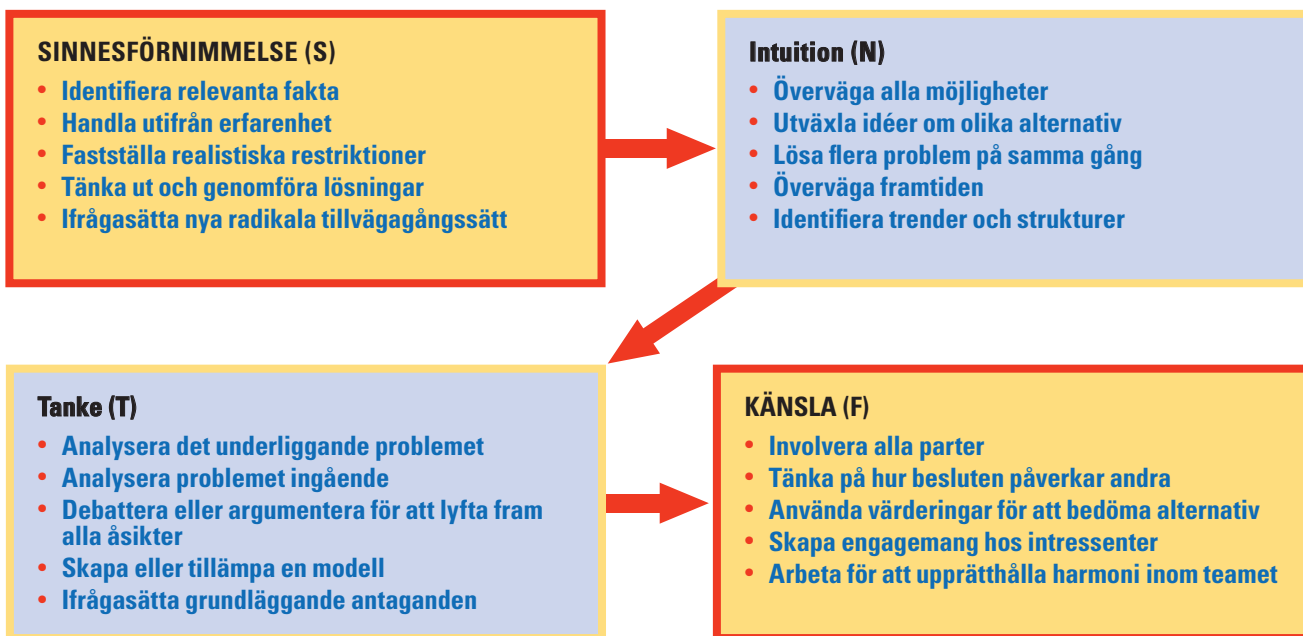 SINNESFÖRNIMMELSE (S)
• Identifiera relevanta fakta
• Handla utifrån erfarenhet
• Fastställa realistiska restriktioner
• Tänka ut och genomföra lösningar
• Ifrågasätta nya radikala tillvägagångssätt
Intuition (N)
• Överväga alla möjligheter
• Utväxla idéer om olika alternativ
• Lösa flera problem på samma gång
• Överväga framtiden
• Identifiera trender och strukturer
Tanke (T)
• Analysera det underliggande problemet
• Analysera problemet ingående
• Debattera eller argumentera för att lyfta fram
alla åsikter
• Skapa eller tillämpa en modell
• Ifrågasätta grundläggande antaganden
KÄNSLA (F)
• Involvera alla parter
• Tänka på hur besluten påverkar andra
• Använda värderingar för att bedöma alternativ
• Skapa engagemang hos intressenter
• Arbeta för att upprätthålla harmoni inom teamet